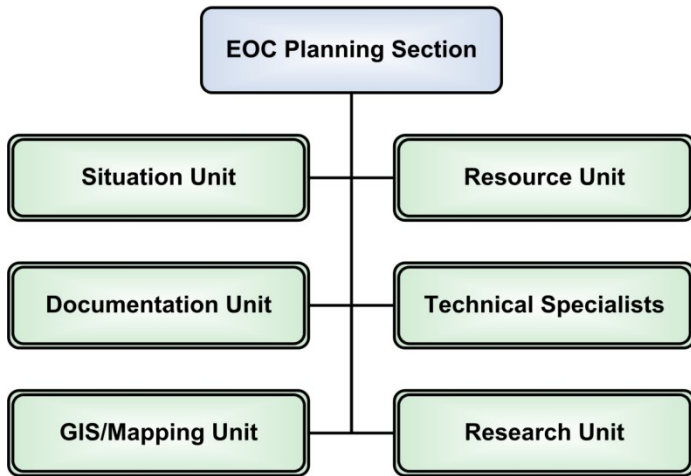 EOC Planning Section
Situation Unit
Resource Unit
Documentation Unit
Technical Specialists
GIS/Mapping Unit
Research Unit